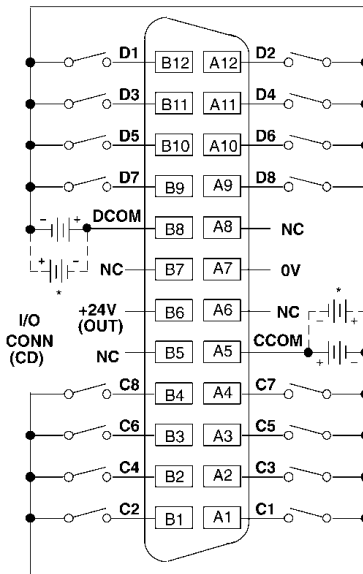 D1 B12 A12 D2
D3 B11 A11 D4
D5 B10 A10 D6
D7 B9 A9 D8
- + DCOM B8 A8 NC
+ - NC B7 A7 0V
*
I/O CONN (CD)
+24V (OUT) B6 A6 NC
*
- +
NC B5 A5 CCOM
+ -
C8 B4 A4 C7
C6 B3 A3 C5
C4 B2 A2 C3
C2 B1 A1 C1